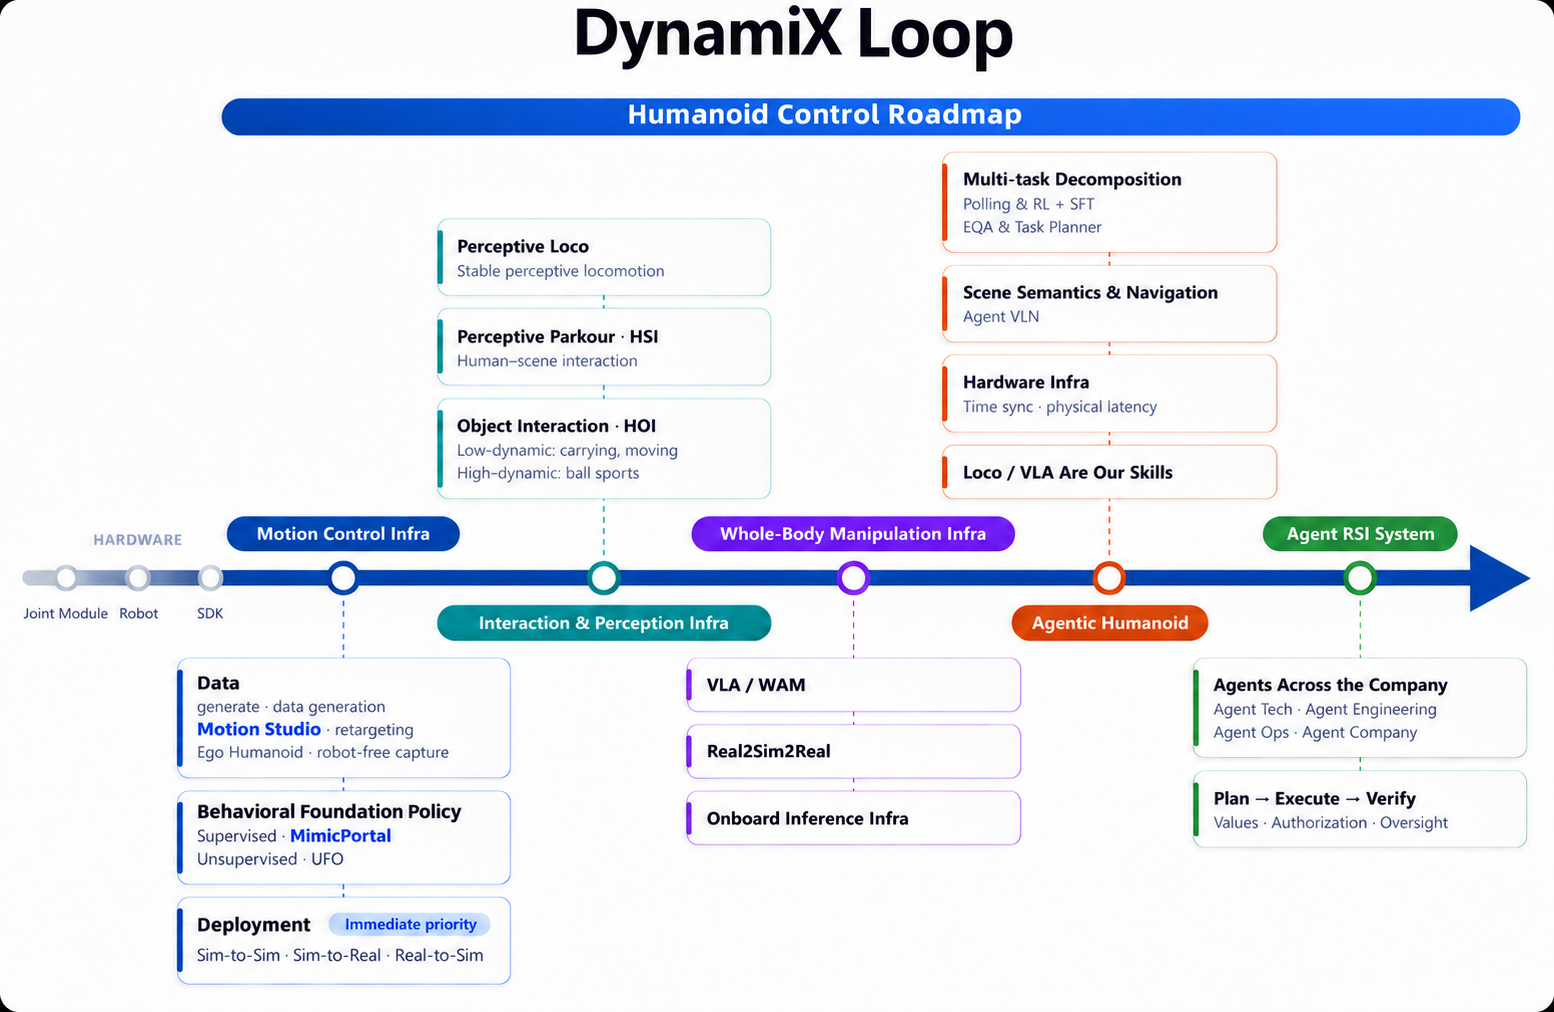 DynamiX Loop
Humanoid Control Roadmap
Multi-task Decomposition
Polling & RL + SFT
EQA & Task Planner
Perceptive Loco
Stable perceptive locomotion
Scene Semantics & Navigation
Agent VLN
Perceptive Parkour · HSI
Human–scene interaction
Hardware Infra
Time sync · physical latency
Object Interaction · HOI
Low-dynamic: carrying, moving
High–dynamic: ball sports
Loco / VLA Are Our Skills
HARDWARE
Motion Control Infra
Whole-Body Manipulation Infra
Agent RSI System
Joint Module
Robot
SDK
Interaction & Perception Infra
Agentic Humanoid
Data
generate · data generation
Motion Studio · retargeting
Ego Humanoid · robot-free capture
Behavioral Foundation Policy
Supervised · MimicPortal
Unsupervised · UFO
Deployment
Immediate priority
Sim-to-Sim · Sim-to-Real · Real-to-Sim
VLA / WAM
Real2Sim2Real
Onboard Inference Infra
Agents Across the Company
Agent Tech · Agent Engineering
Agent Ops · Agent Company
Plan → Execute → Verify
Values · Authorization · Oversight